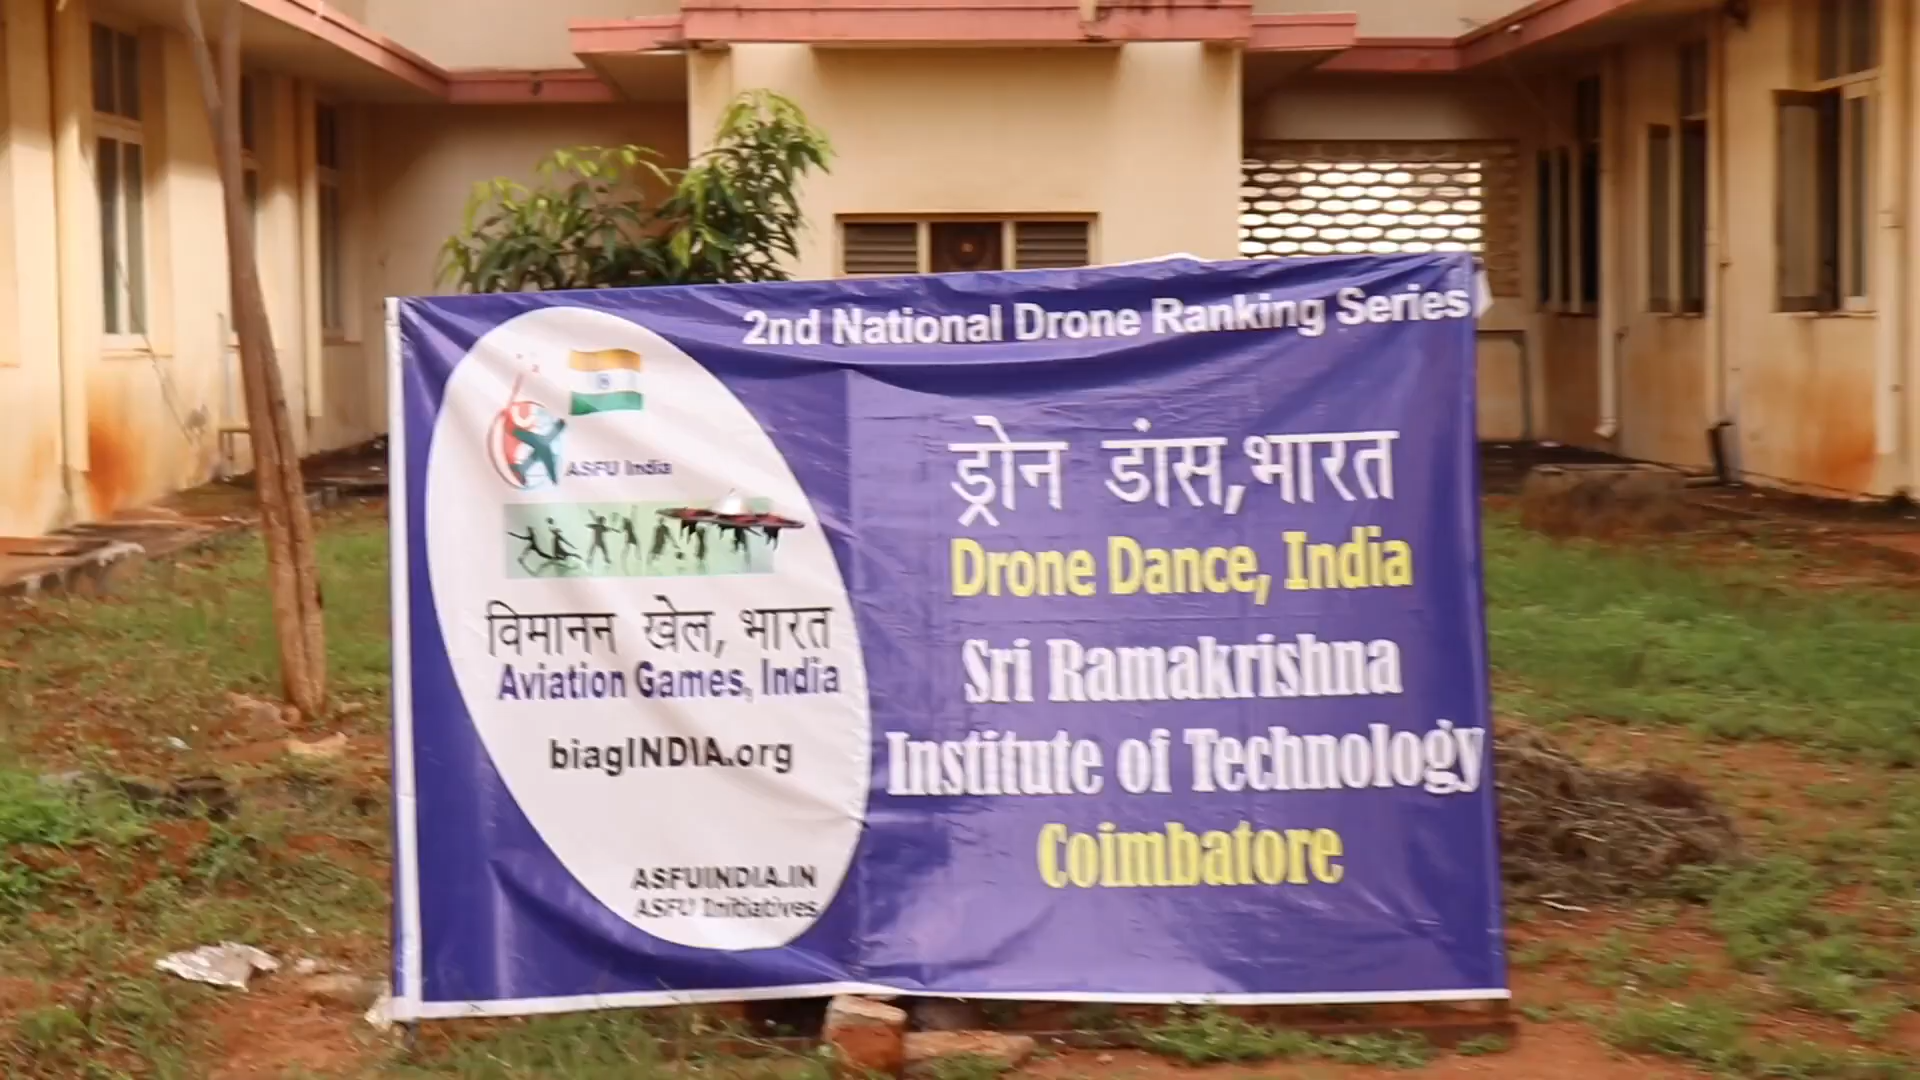 2nd National Drone Ranking Series
ASFU India
विमानन खेल, भारत
Aviation Games, India
biagINDIA.org
ASFUINDIA.IN
ASFU Initiatives
ड्रोन डांस,भारत
Drone Dance, India
Sri Ramakrishna
Institute of Technology
Coimbatore